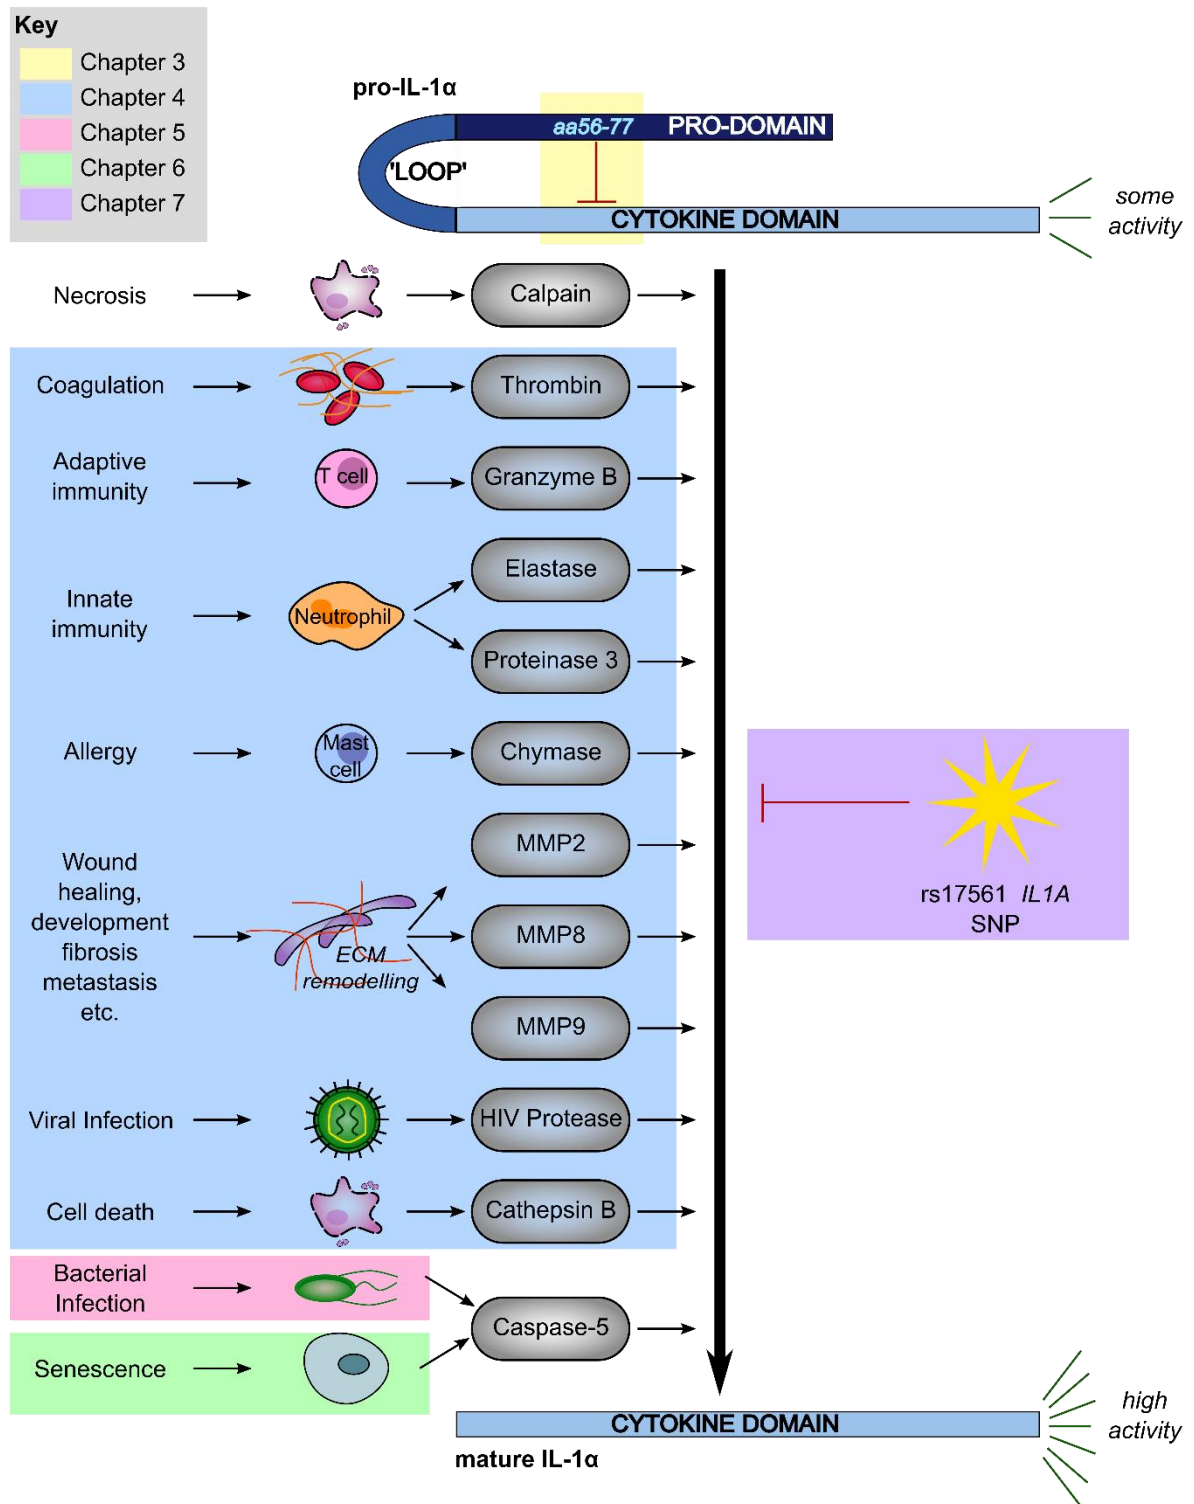 Key
Chapter 3
Chapter 4
Chapter 5
Chapter 6
Chapter 7
pro-IL-1α
aa56-77
PRO-DOMAIN
'LOOP'
CYTOKINE DOMAIN
some
activity
Necrosis
Calpain
Coagulation
Thrombin
Adaptive
immunity
T cell
Granzyme B
Innate
immunity
Neutrophil
Elastase
Proteinase 3
Allergy
Mast
cell
Chymase
Wound
healing,
development
fibrosis
metastasis
etc.
ECM
remodelling
MMP2
MMP8
MMP9
rs17561 IL1A
SNP
Viral Infection
HIV Protease
Cell death
Cathepsin B
Bacterial
Infection
Caspase-5
Senescence
CYTOKINE DOMAIN
mature IL-1α
high
activity